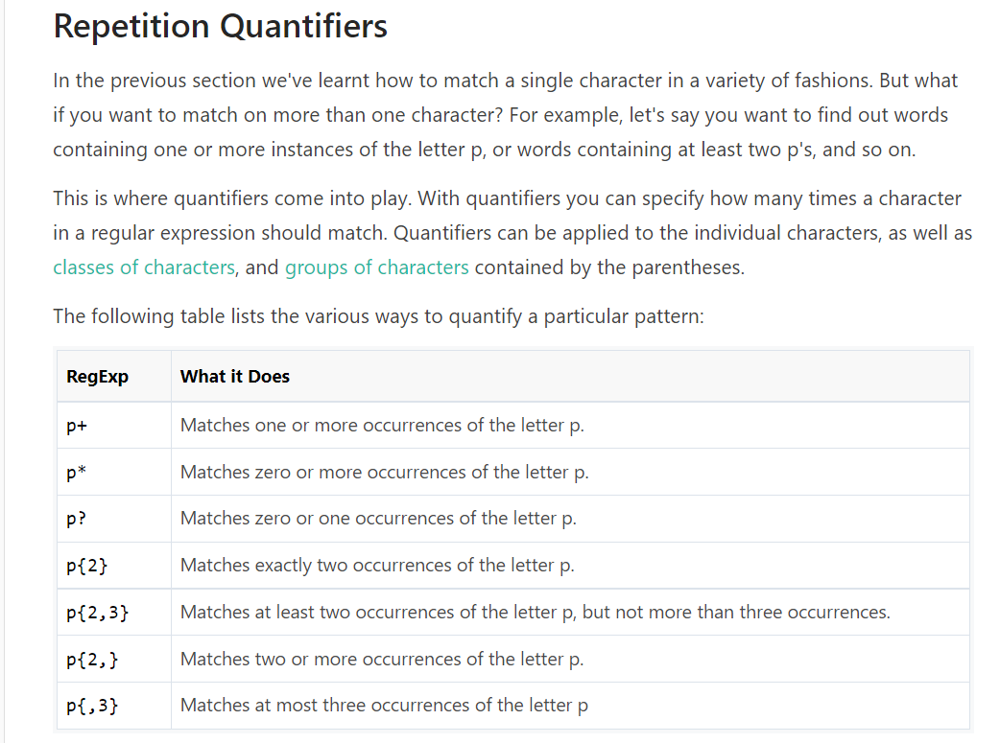 Repetition Quantifiers
In the previous section we've learnt how to match a single character in a variety of fashions. But what
if you want to match on more than one character? For example, let's say you want to find out words
containing one or more instances of the letter p, or words containing at least two p's, and so on.
This is where quantifiers come into play. With quantifiers you can specify how many times a character
in a regular expression should match. Quantifiers can be applied to the individual characters, as well as
classes of characters, and groups of characters contained by the parentheses.
The following table lists the various ways to quantify a particular pattern:
RegExp What it Does
p+ Matches one or more occurrences of the letter p.
p* Matches zero or more occurrences of the letter p.
p? Matches zero or one occurrences of the letter p.
p{2} Matches exactly two occurrences of the letter p.
p{2,3} Matches at least two occurrences of the letter p, but not more than three occurrences.
p{2,} Matches two or more occurrences of the letter p.
p{,3} Matches at most three occurrences of the letter p